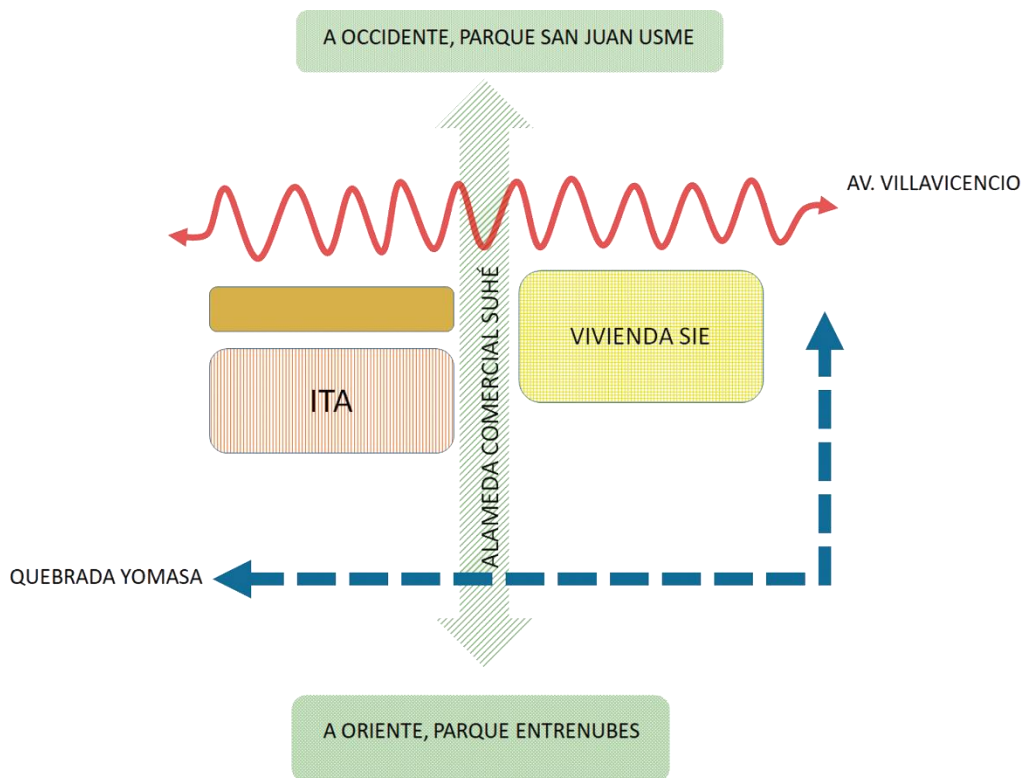 A OCCIDENTE, PARQUE SAN JUAN USME
AV. VILLAVICENCIO
ALAMEDA COMERCIAL SUHÉ
VIVIENDA SIE
ITA
QUEBRADA YOMASA
A ORIENTE, PARQUE ENTRENUBES